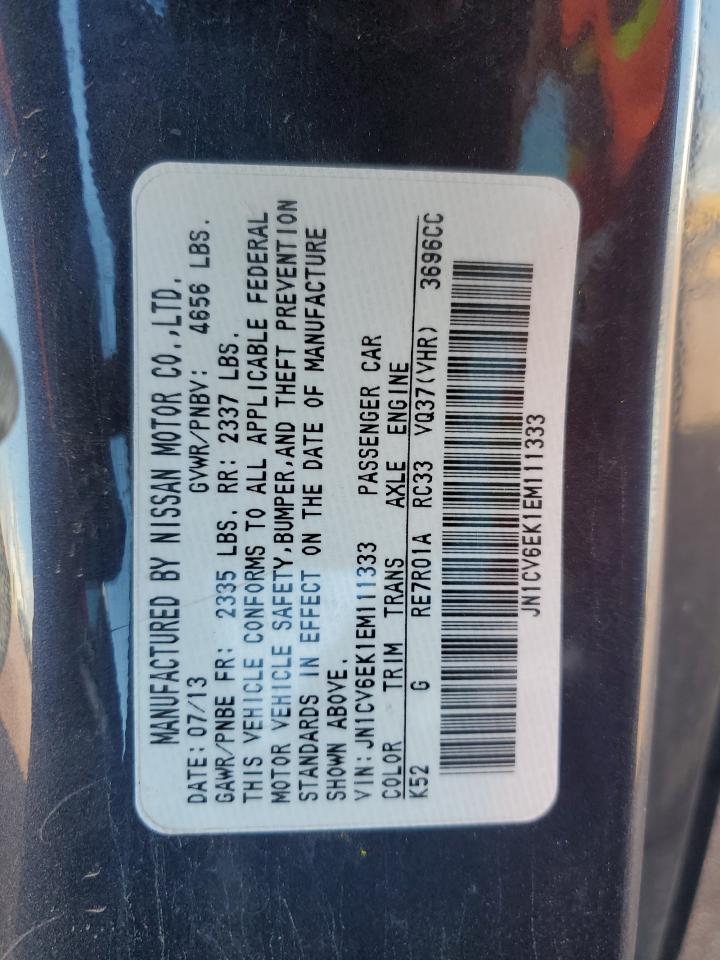 MANUFACTURED BY NISSAN MOTOR CO.,LTD.
DATE: 07/13 GVWR/PNBV: 4656 LBS.
GAWR/PNBE FR: 2335 LBS. RR: 2337 LBS.
THIS VEHICLE CONFORMS TO ALL APPLICABLE FEDERAL
MOTOR VEHICLE SAFETY,BUMPER,AND THEFT PREVENTION
STANDARDS IN EFFECT ON THE DATE OF MANUFACTURE
SHOWN ABOVE.
VIN:JN1CV6EK1EM111333 PASSENGER CAR
COLOR TRIM TRANS AXLE ENGINE
K52 G RE7R01A RC33 VQ37(VHR) 3696CC
JN1CV6EK1EM111333